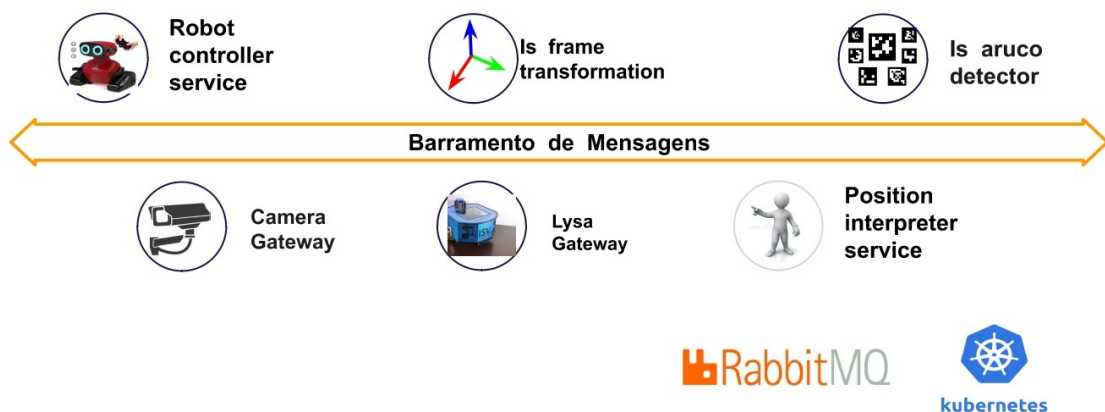 Robot
controller
service
Is frame
transformation
Is aruco
detector
Barramento de Mensagens
Camera
Gateway
ISV
Lysa
Gateway
Position
interpreter
service
RabbitMQ
kubernetes